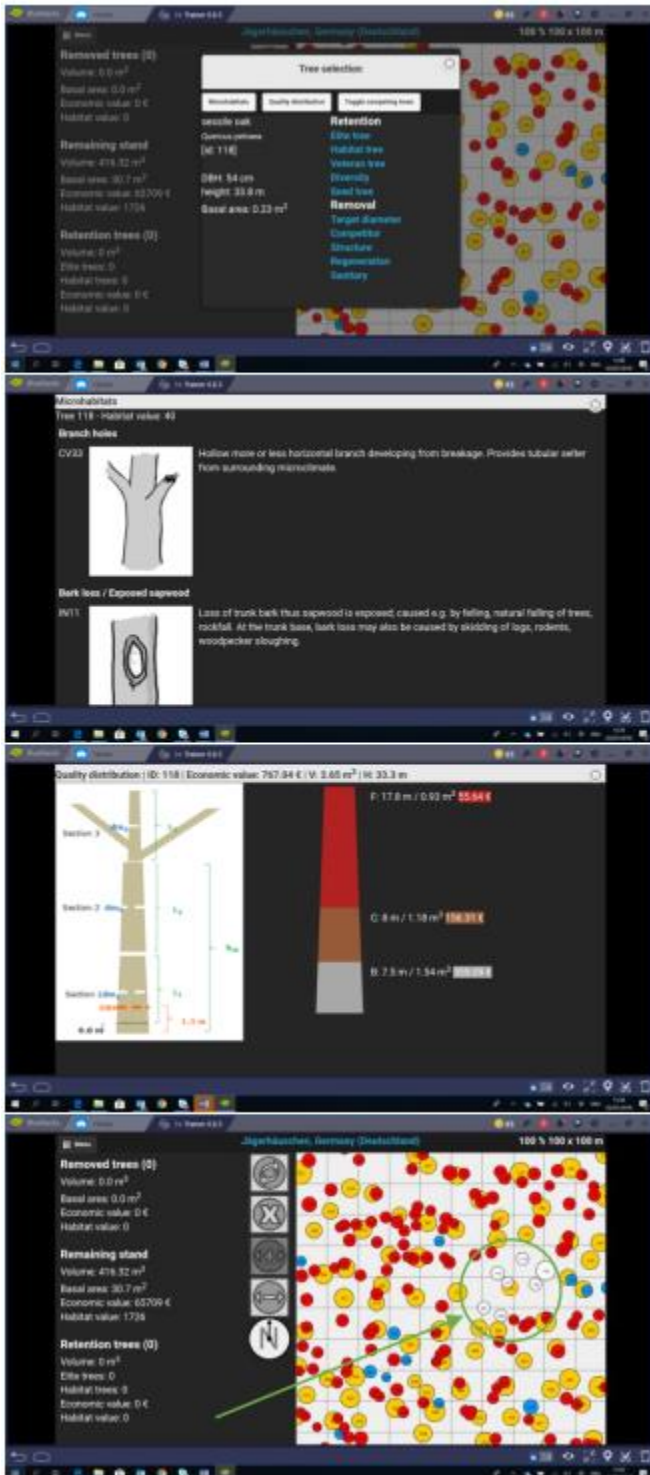 Menu
Jägerhäuschen, Germany (Deutschland)
100 % 100 x 100 m
Removed trees (0)
Volume: 0.0 m³
Basal area: 0.0 m²
Economic value: 0 €
Habitat value: 0
Remaining stand
Volume: 416.32 m³
Basal area: 30.7 m²
Economic value: 65709 €
Habitat value: 1726
Retention trees (0)
Volume: 0 m³
Elite trees: 0
Habitat trees: 0
Economic value: 0 €
Habitat value: 0
Tree selection
Microhabitats
Quality distribution
Toggle competing trees
sessile oak
Quercus petraea
[id: 118]
DBH: 54 cm
height: 33.8 m
Basal area: 0.23 m²
Retention
Elite tree
Habitat tree
Veteran tree
Diversity
Seed tree
Removal
Target diameter
Competitor
Structure
Regeneration
Sanitary
Microhabitats
Tree 118 - Habitat value: 40
Branch holes
CV33
Hollow more or less horizontal branch developing from breakage. Provides tubular selter
from surrounding microclimate.
Bark loss / Exposed sapwood
IN11
Loss of trunk bark thus sapwood is exposed; caused e.g. by felling, natural falling of trees,
rockfall. At the trunk base, bark loss may also be caused by skidding of logs, rodents,
woodpecker sloughing.
Quality distribution | ID: 118 | Economic value: 767.04 € | V: 3.65 m³ | H: 33.3 m
Section 3
Section 2
Section
1.3 m
F: 17.8 m / 0.93 m³ 55.64 €
C: 8 m / 1.18 m³ 156.31 €
B: 7.5 m / 1.54 m³
Menu
Jägerhäuschen, Germany (Deutschland)
100 % 100 x 100 m
Removed trees (0)
Volume: 0.0 m³
Basal area: 0.0 m²
Economic value: 0 €
Habitat value: 0
Remaining stand
Volume: 416.32 m³
Basal area: 30.7 m²
Economic value: 65709 €
Habitat value: 1726
Retention trees (0)
Volume: 0 m³
Elite trees: 0
Habitat trees: 0
Economic value: 0 €
Habitat value: 0
N